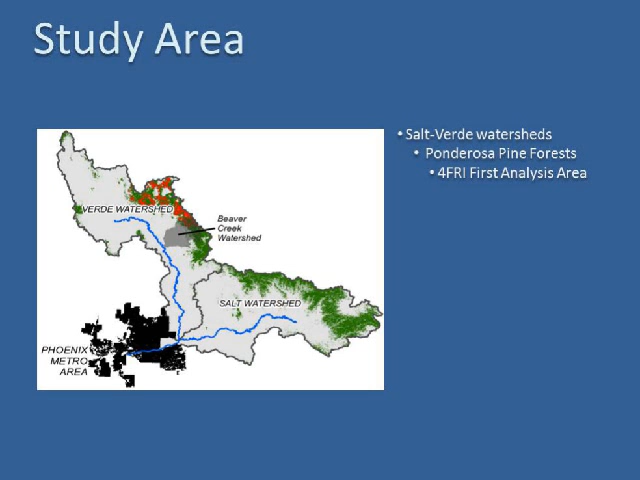 Study Area
• Salt-Verde watersheds
• Ponderosa Pine Forests
• 4FRI First Analysis Area
VERDE WATERSHED
Beaver
Creek
Watershed
SALT WATERSHED
PHOENIX
METRO
AREA